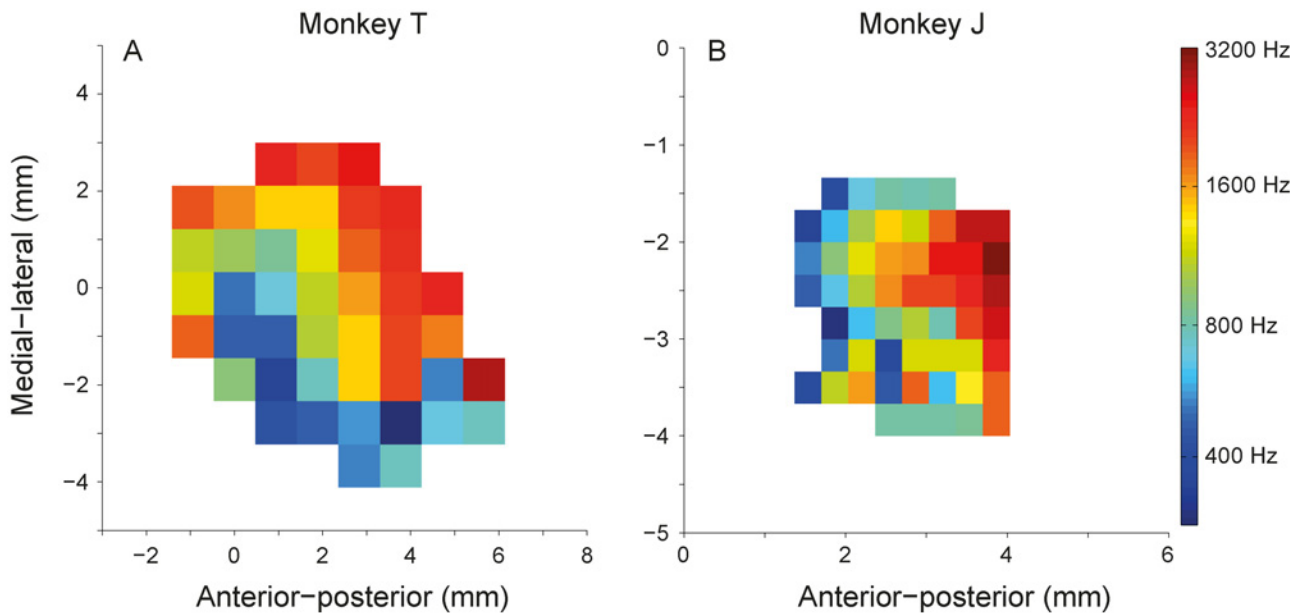 Monkey T
Monkey J
A
B
Medial−lateral (mm)
4
2
0
−2
−4
−2
0
2
4
6
8
Anterior−posterior (mm)
0
−1
−2
−3
−4
−5
0
2
4
6
Anterior−posterior (mm)
3200 Hz
1600 Hz
800 Hz
400 Hz